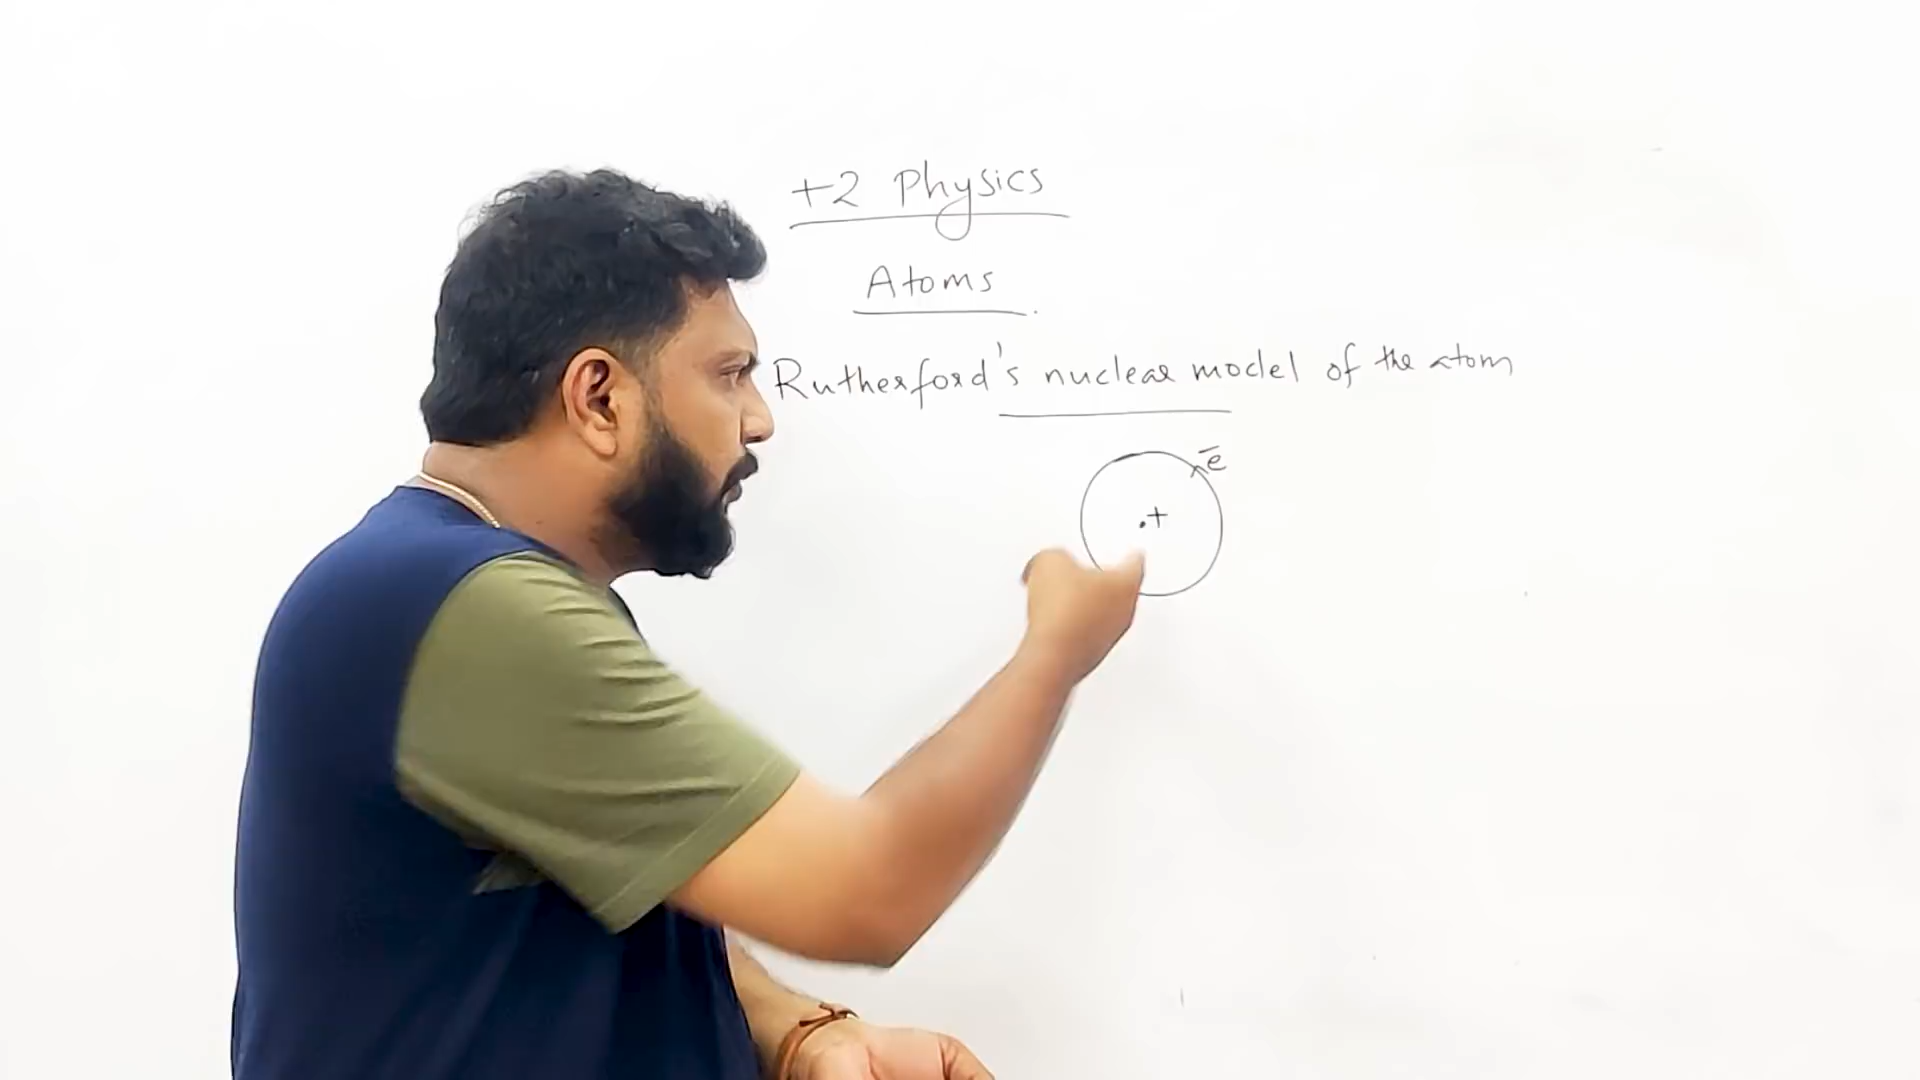 +2 Physics
Atoms
Rutherford's nuclear model of the atom
ē
+